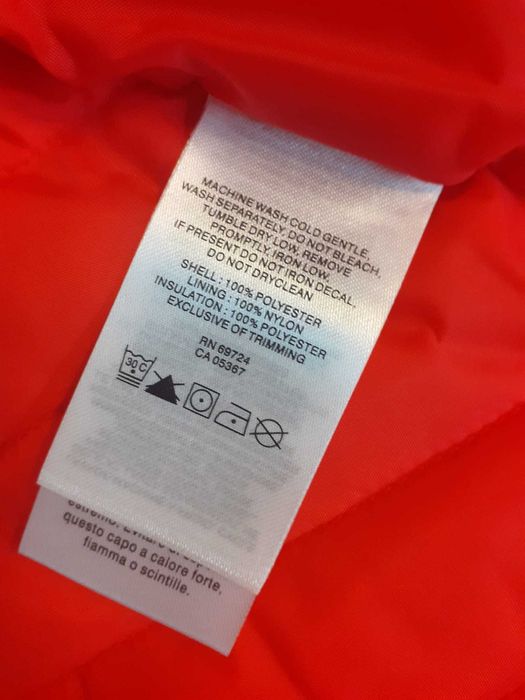 MACHINE WASH COLD GENTLE,
WASH SEPARATELY, DO NOT BLEACH,
TUMBLE DRY LOW, REMOVE
PROMPTLY, IRON LOW,
IF PRESENT DO NOT IRON DECAL.
DO NOT DRYCLEAN
SHELL : 100% POLYESTER
LINING : 100% NYLON
INSULATION : 100% POLYESTER
EXCLUSIVE OF TRIMMING
RN 69724
CA 05367
30 C
questo capo a calore forte,
fiamma o scintille.